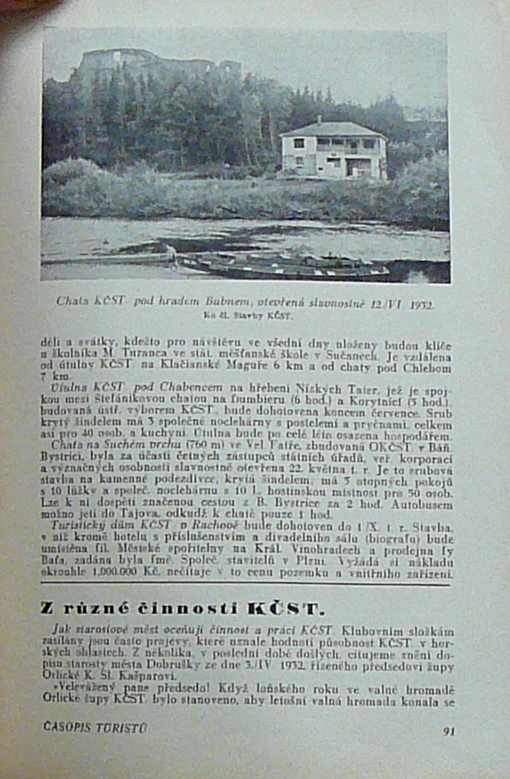 Chata KČST pod hradem Bubnem, otevřená slavnostně 12./VI 1932.
Ke čl. Stavby KČST.
děli a svátky, kdežto pro návštěvu ve všední dny uloženy budou klíče
u školníka M. Turanca ve stát. měšťanské škole v Sučanech. Je vzdálena
od útulny KČST na Klačianské Maguře 6 km a od chaty pod Chlebom
7 km.
Útulna KČST pod Chabencem na hřebeni Nízkých Tater, jež je spoj-
kou mezi Štefánikovou chatou na Ďumbieru (6 hod.) a Korytnicí (3 hod.),
budovaná ústř. výborem KČST, bude dohotovena koncem července. Srub
krytý šindelem má 3 společné noclehárny s postelemi a pryčnami, celkem
asi pro 40 osob, a kuchyni. Útulna bude po celé léto osazena hospodářem.
Chata na Suchém vrchu (760 m) ve Vel. Fatře, zbudovaná OKČST v Báň.
Bystrici, byla za účasti četných zástupců státních úřadů, veř. korporací
a význačných osobností slavnostně otevřena 22. května t. r. Je to srubová
stavba na kamenné podezdívce, krytá šindelem, má 5 otopných pokojů
s 10 lůžky a společ. noclehárnu s 10 l., hostinskou místnost pro 50 osob.
Lze k ní dospěti značenou cestou z B. Bystrice za 2 hod. Autobusem
možno jeti do Tajova, odkudž k chatě pouze 1 hod.
Turistický dům KČST v Rachově bude dohotoven do 1./X. t. r. Stavba,
v níž kromě hotelu s příslušenstvím a divadelního sálu (biografu) bude
umístěna fil. Městské spořitelny na Král. Vinohradech a prodejna fy
Baťa, zadána byla fmě. Společ. stavitelů v Plzni. Vyžádá si nákladu
okrouhle 1,000.000 Kč, nečítaje v to cenu pozemku a vnitřního zařízení.
Z různé činnosti KČST.
Jak starostové měst oceňují činnost a práci KČST. Klubovním složkám
zasílány jsou často projevy, které uznale hodnotí působnost KČST v hor-
ských oblastech. Z několika, v poslední době došlých, citujeme znění do-
pisu starosty města Dobrušky ze dne 3./IV. 1932, řízeného předsedovi župy
Orlické K. Šl. Kašparovi.
»Velevážený pane předsedo! Když loňského roku ve valné hromadě
Orlické župy KČST bylo stanoveno, aby letošní valná hromada konala se
ČASOPIS TURISTŮ
91